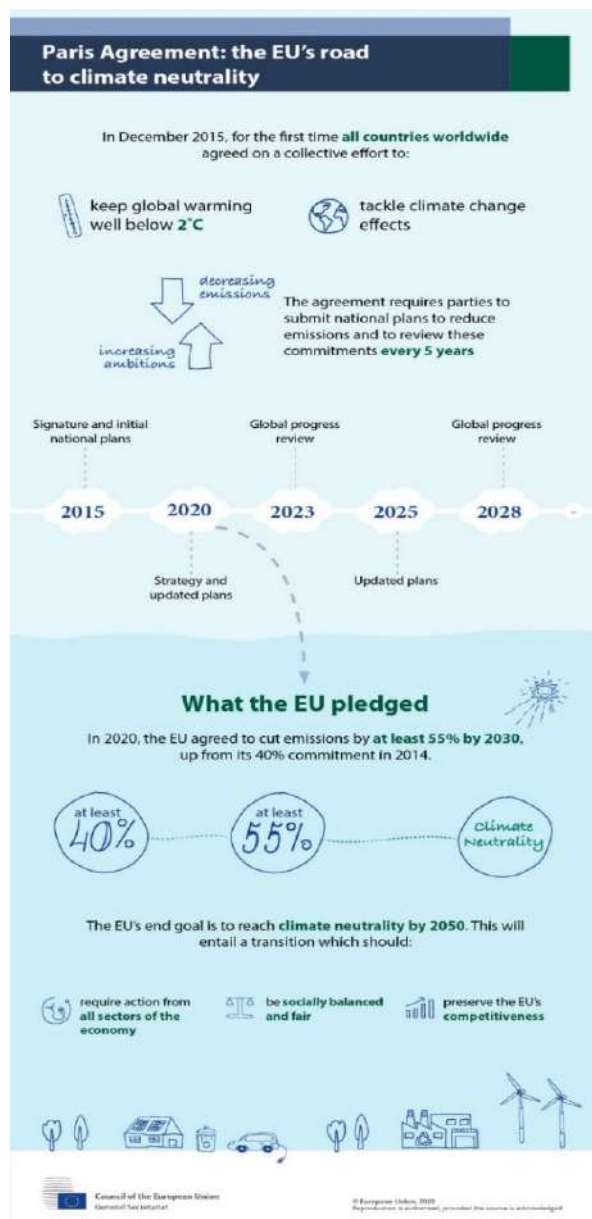 Paris Agreement: the EU's road
to climate neutrality
In December 2015, for the first time all countries worldwide
agreed on a collective effort to:
keep global warming
well below 2°C
tackle climate change
effects
decreasing
emissions
increasing
ambitions
The agreement requires parties to
submit national plans to reduce
emissions and to review these
commitments every 5 years
Signature and initial
national plans
Global progress
review
Global progress
review
2015
2020
2023
2025
2028
Strategy and
updated plans
Updated plans
What the EU pledged
In 2020, the EU agreed to cut emissions by at least 55% by 2030,
up from its 40% commitment in 2014.
at least
40%
at least
55%
Climate
Neutrality
The EU's end goal is to reach climate neutrality by 2050. This will
entail a transition which should:
require action from
all sectors of the
economy
be socially balanced
and fair
preserve the EU's
competitiveness
Council of the European Union
General Secretariat
© European Union, 2020
Reproduction is authorised, provided the source is acknowledged